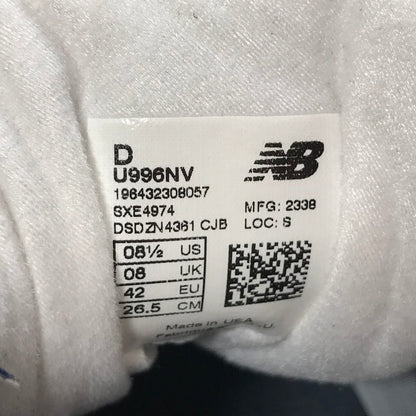 D
U996NV
196432308057
SXE4974
DSDZN4361 CJB
NB
MFG: 2338
LOC: S
08½ US
08 UK
42 EU
26.5 CM
Made in USA